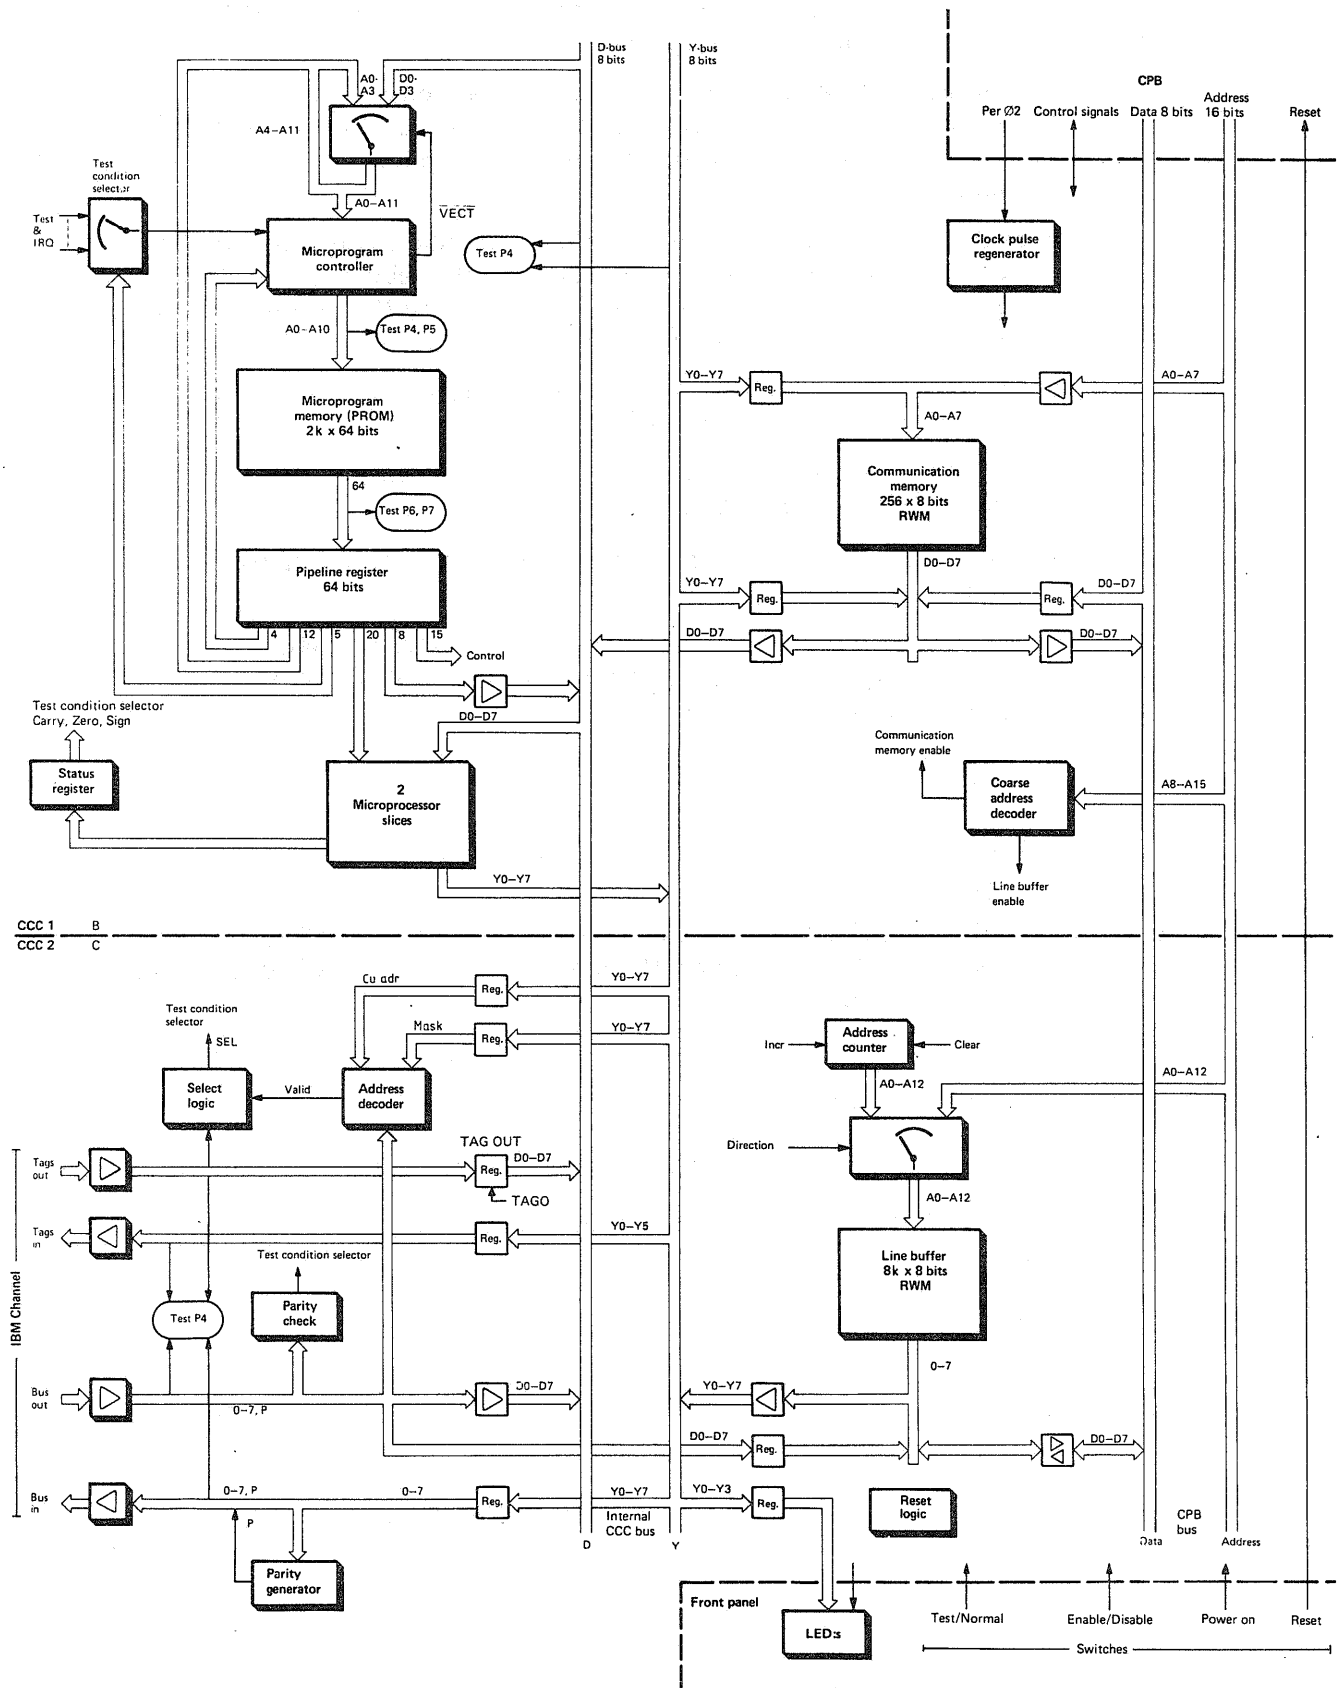 D-bus
8 bits
Y-bus
8 bits
A0-
A3
D0-
D3
A4–A11
A0–A11
VECT
Test
condition
selector
Test
&
IRQ
Microprogram
controller
Test P4
A0–A10
Test P4, P5
Microprogram
memory (PROM)
2k x 64 bits
64
Test P6, P7
Pipeline register
64 bits
4
12
5
20
8
15
Control
D0–D7
Test condition selector
Carry, Zero, Sign
Status
register
2
Microprocessor
slices
Y0–Y7
CPB
Per Ø2
Control signals
Data 8 bits
Address
16 bits
Reset
Clock pulse
regenerator
Y0–Y7
Reg.
A0–A7
A0–A7
Communication
memory
256 x 8 bits
RWM
D0–D7
Y0–Y7
Reg.
Reg.
D0–D7
D0–D7
D0–D7
Communication
memory enable
Coarse
address
decoder
A8–A15
Line buffer
enable
CCC 1 B
CCC 2 C
Cu adr
Reg.
Y0–Y7
Mask
Reg.
Y0–Y7
Test condition
selector
SEL
Select
logic
Valid
Address
decoder
TAG OUT
Tags
out
Reg.
D0–D7
TAGO
Tags
in
Reg.
Y0–Y5
Test condition selector
Parity
check
Test P4
IBM Channel
Bus
out
0–7, P
D0–D7
Bus
in
0–7, P
0–7
Reg.
Y0–Y7
P
Parity
generator
Internal
CCC bus
D
Y
Incr
Address
counter
Clear
A0–A12
A0–A12
Direction
A0–A12
Line buffer
8k x 8 bits
RWM
0–7
Y0–Y7
D0–D7
Reg.
D0–D7
Y0–Y3
Reg.
Reset
logic
CPB
bus
Data
Address
Front panel
LED:s
Test/Normal
Enable/Disable
Power on
Reset
Switches